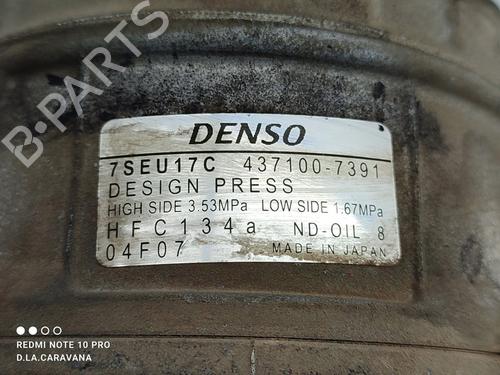 B-PARTS
DENSO
7SEU17C 437100-7391
DESIGN PRESS
HIGH SIDE 3.53MPa LOW SIDE 1.67MPa
HFC134a ND-OIL 8
04F07 MADE IN JAPAN
REDMI NOTE 10 PRO
D.LA.CARAVANA